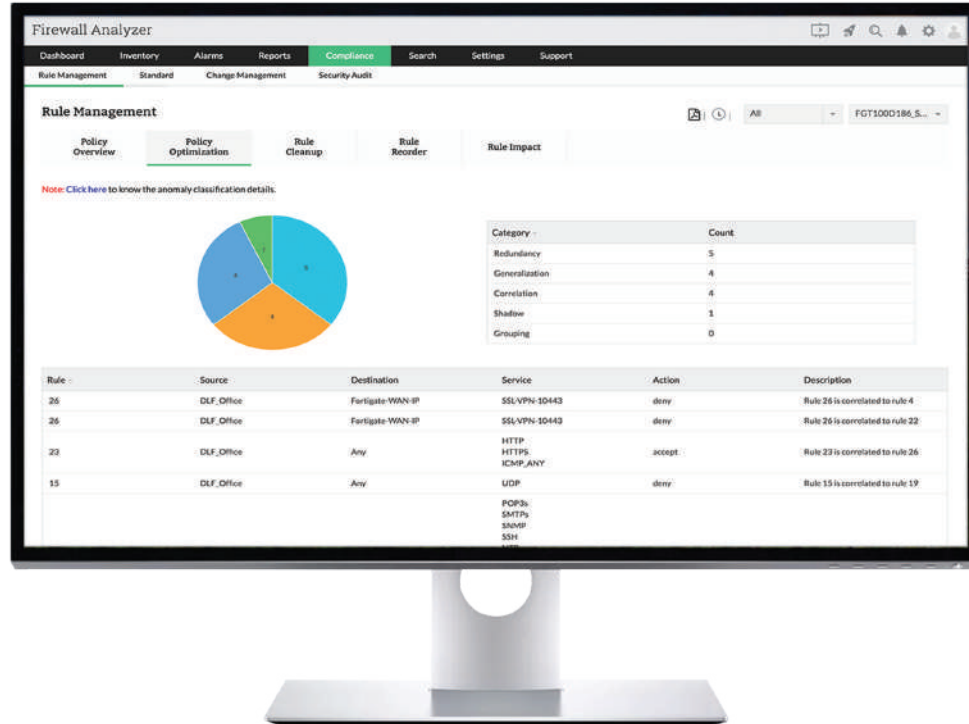 Firewall Analyzer
Dashboard Inventory Alarms Reports Compliance Search Settings Support
Rule Management Standard Change Management Security Audit
Rule Management
All FGT100D186_S...
Policy Overview Policy Optimization Rule Cleanup Rule Reorder Rule Impact
Note: Click here to know the anomaly classification details.
Category Count
Redundancy 5
Generalization 4
Correlation 4
Shadow 1
Grouping 0
Rule Source Destination Service Action Description
26 DLF_Office Fortigate-WAN-IP SSL-VPN-10443 deny Rule 26 is correlated to rule 4
26 DLF_Office Fortigate-WAN-IP SSL-VPN-10443 deny Rule 26 is correlated to rule 22
HTTP
23 DLF_Office Any HTTPS accept Rule 23 is correlated to rule 26
ICMP_ANY
15 DLF_Office Any UDP deny Rule 15 is correlated to rule 19
POP3s
SMTPs
SNMP
SSH